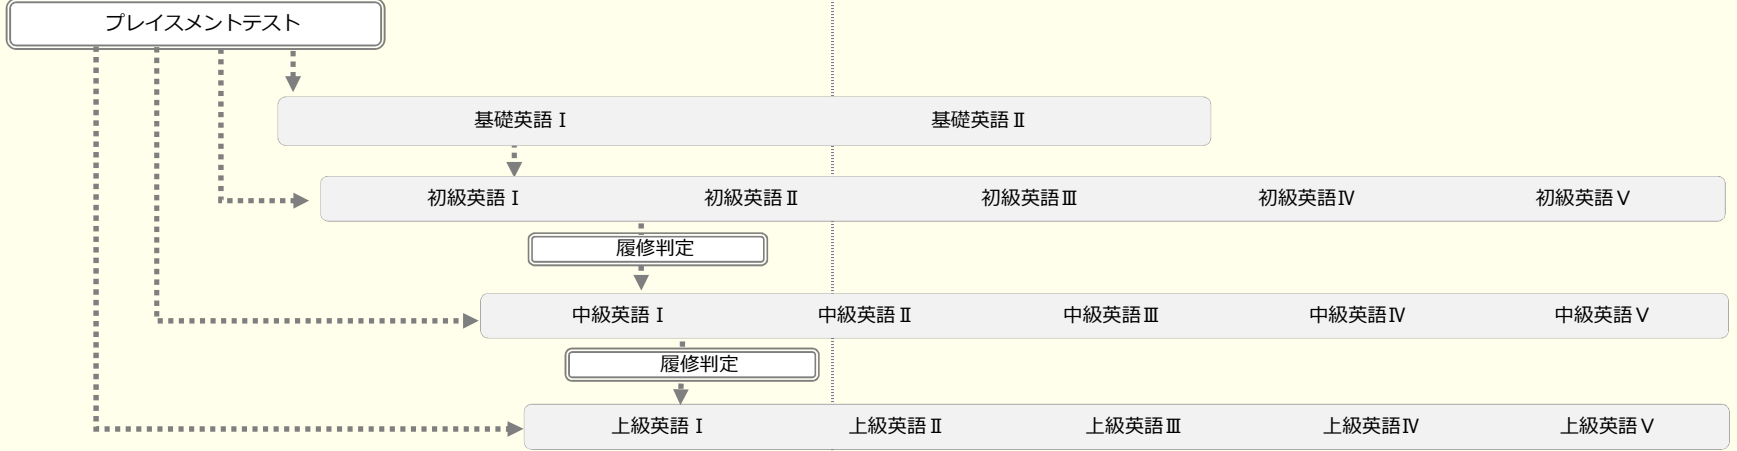 プレイスメントテスト
基礎英語Ⅰ 基礎英語Ⅱ
初級英語Ⅰ 初級英語Ⅱ 初級英語Ⅲ 初級英語Ⅳ 初級英語Ⅴ
履修判定
中級英語Ⅰ 中級英語Ⅱ 中級英語Ⅲ 中級英語Ⅳ 中級英語Ⅴ
履修判定
上級英語Ⅰ 上級英語Ⅱ 上級英語Ⅲ 上級英語Ⅳ 上級英語Ⅴ